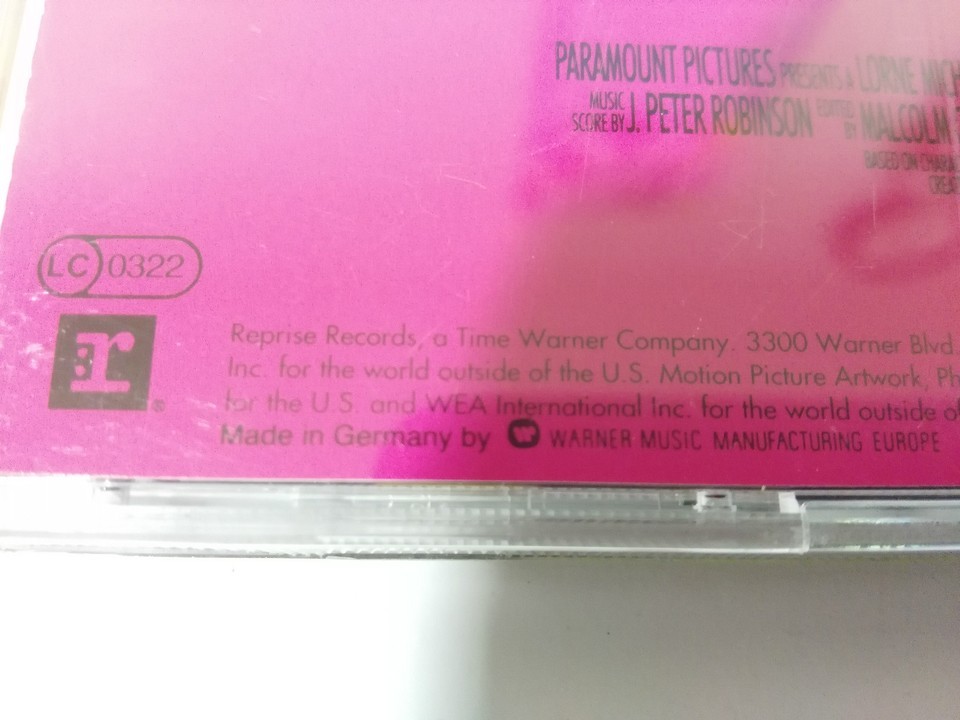 PARAMOUNT PICTURES PRESENTS A LORNE MICH
MUSIC SCORE BY J. PETER ROBINSON EDITED BY MALCOLM
BASED ON CHARAC
CREAT
LC 0322
r
®
Reprise Records, a Time Warner Company. 3300 Warner Blvd.
Inc. for the world outside of the U.S. Motion Picture Artwork, Ph
for the U.S. and WEA International Inc. for the world outside of
Made in Germany by WARNER MUSIC MANUFACTURING EUROPE